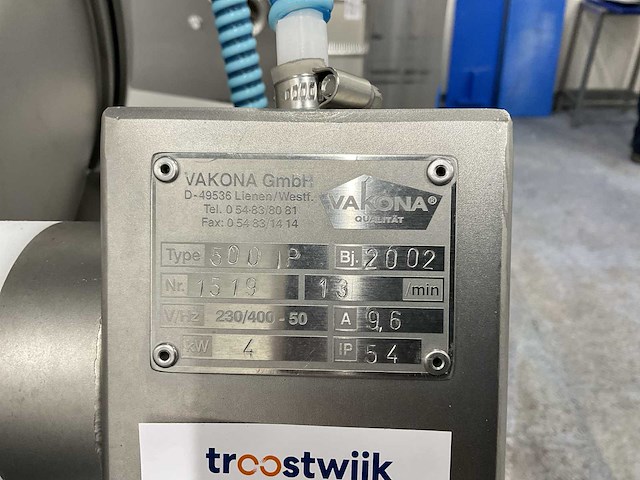 VAKONA GmbH
D-49536 Lienen/Westf.
Tel. 0 54 83/80 81
Fax: 0 54 83/14 14
VAKONA®
QUALITÄT
Type 500 IP Bj. 2002
Nr. 1519 13 /min
V/Hz 230/400-50 A 9,6
kW 4 IP 54
troostwijk